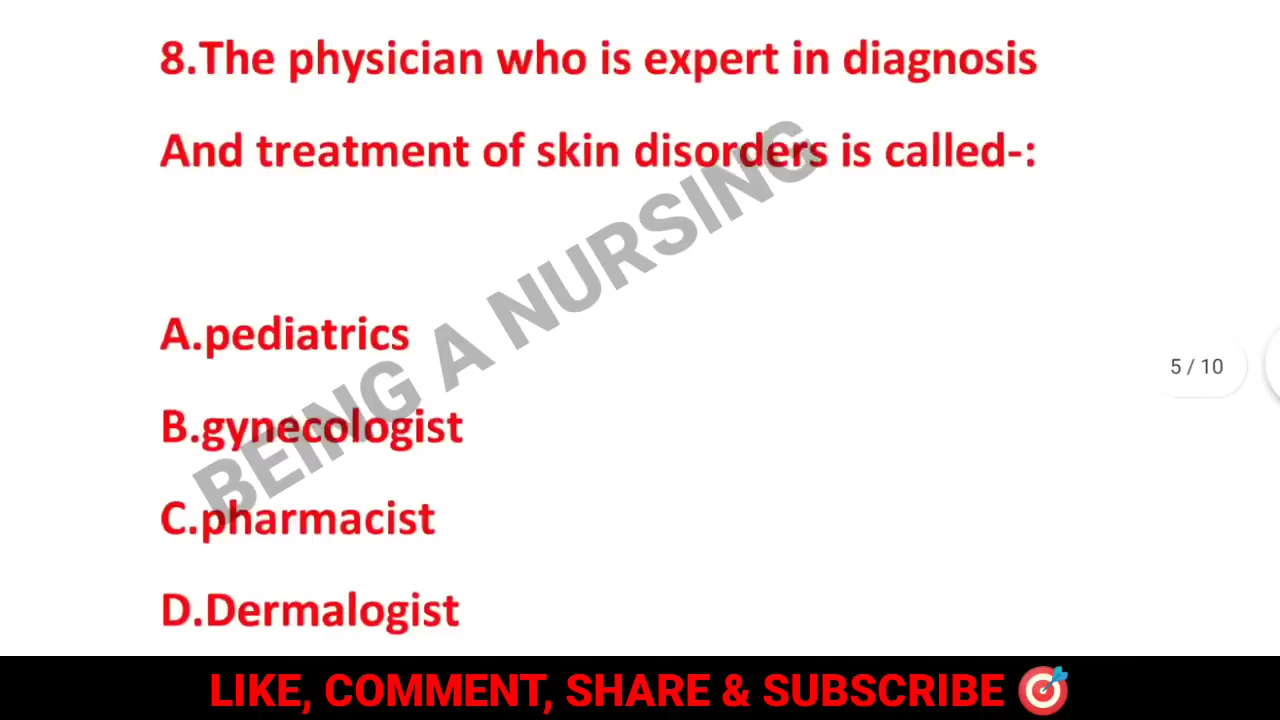 8.The physician who is expert in diagnosis
And treatment of skin disorders is called-:
BEING A NURSING
A.pediatrics
5 / 10
B.gynecologist
C.pharmacist
D.Dermalogist
LIKE, COMMENT, SHARE & SUBSCRIBE 🎯